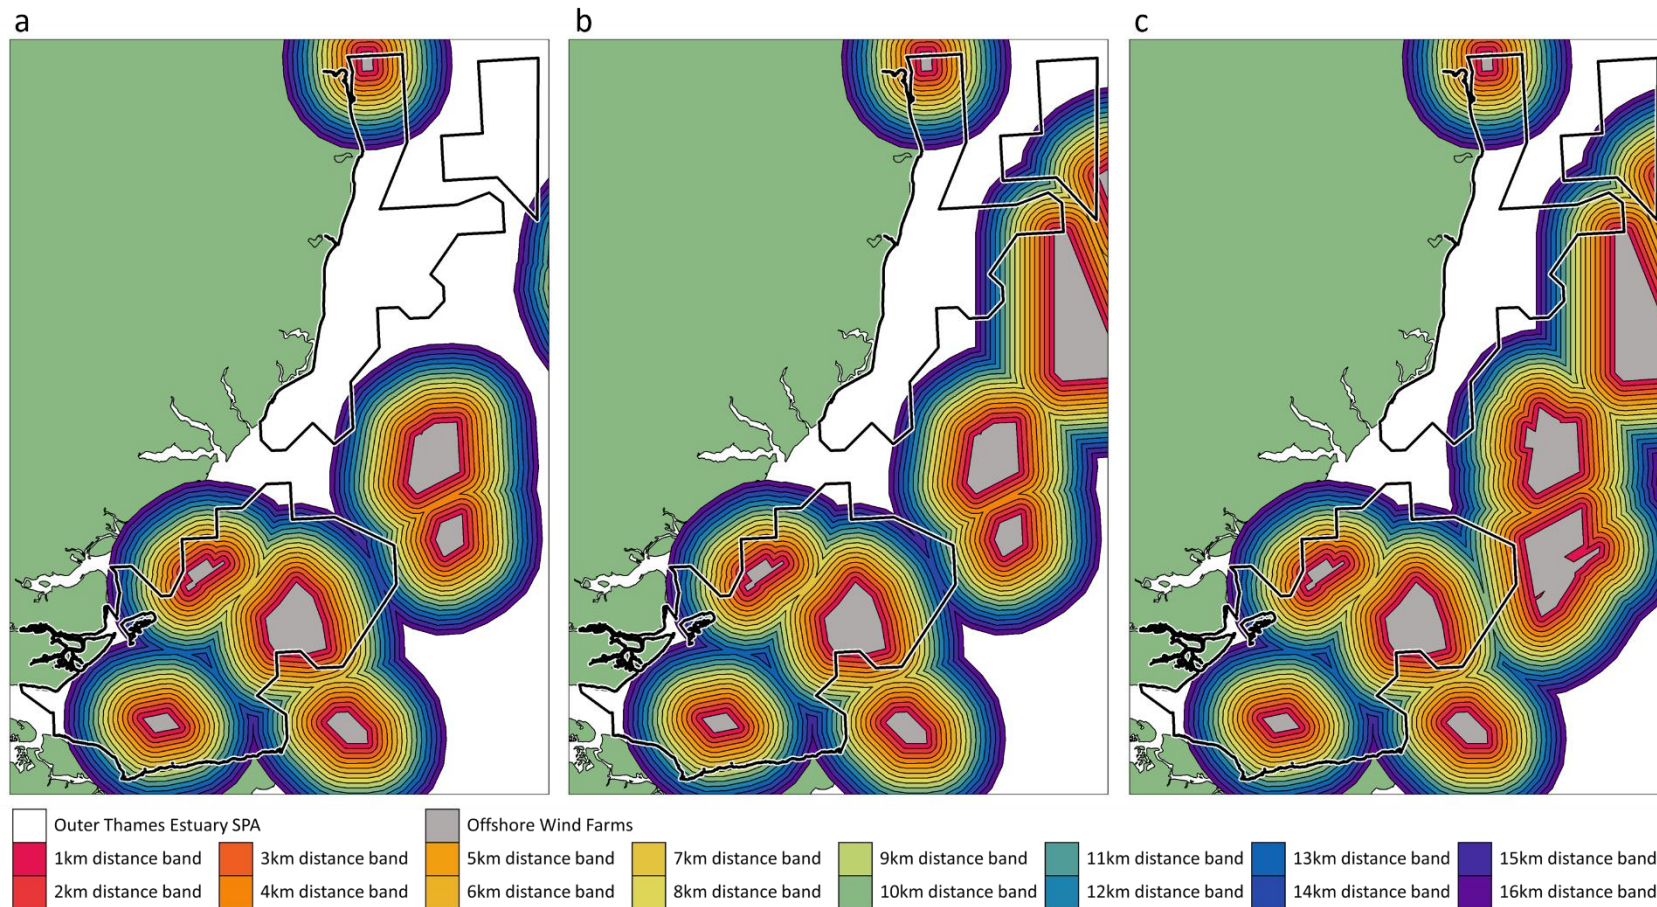 a b c
Outer Thames Estuary SPA Offshore Wind Farms
1km distance band 3km distance band 5km distance band 7km distance band 9km distance band 11km distance band 13km distance band 15km distance band
2km distance band 4km distance band 6km distance band 8km distance band 10km distance band 12km distance band 14km distance band 16km distance band